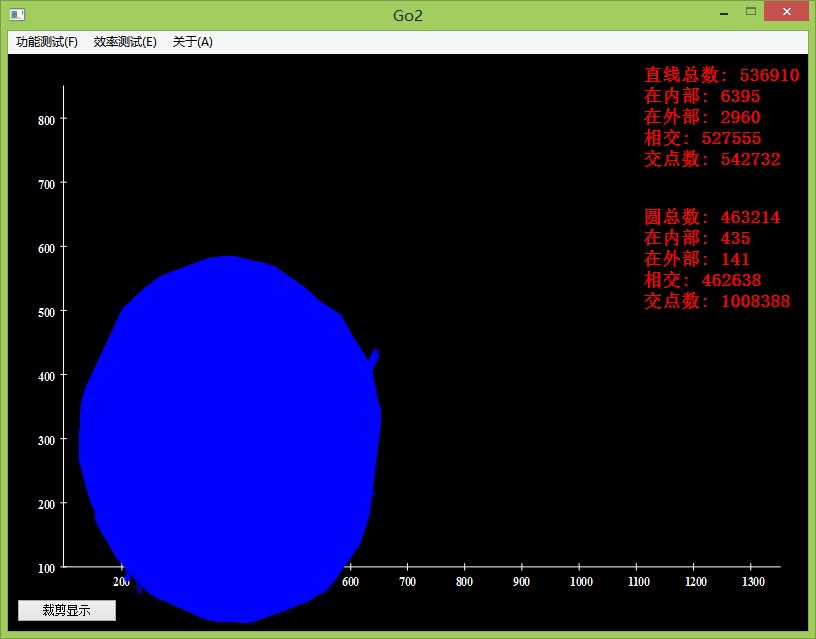 Go2
功能测试(F) 效率测试(E) 关于(A)
直线总数: 536910
在内部: 6395
在外部: 2960
相交: 527555
交点数: 542732
圆总数: 463214
在内部: 435
在外部: 141
相交: 462638
交点数: 1008388
800
700
600
500
400
300
200
100
200 600 700 800 900 1000 1100 1200 1300
裁剪显示